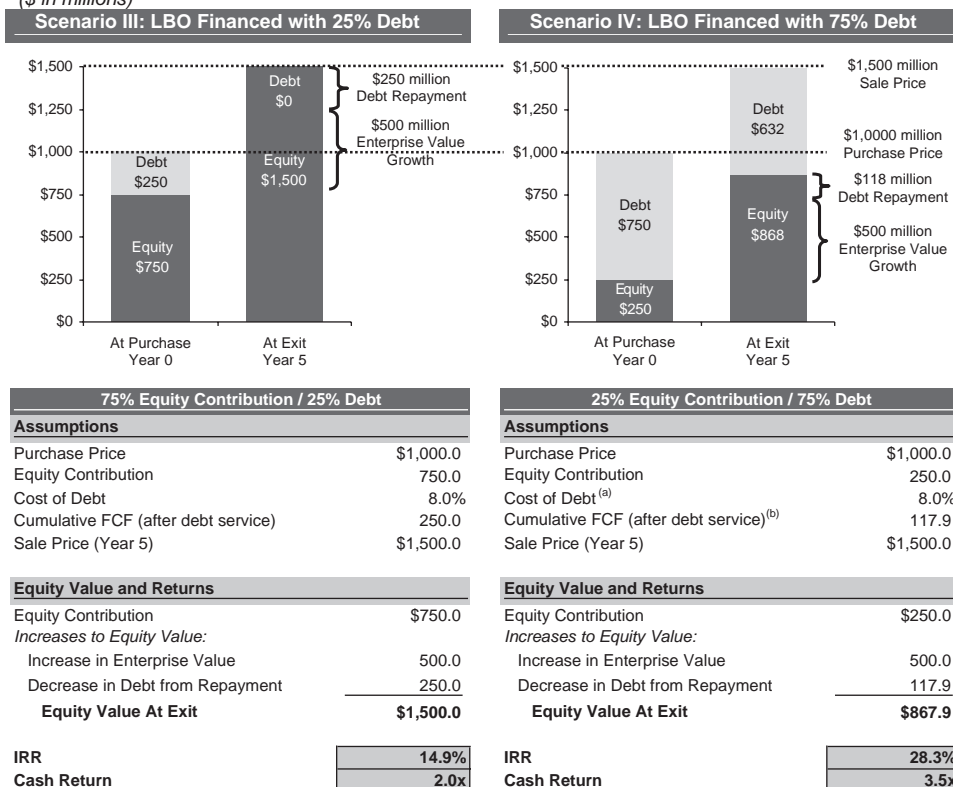 ($ in millions)
Scenario III: LBO Financed with 25% Debt
$1,500
$1,250
$1,000
$750
$500
$250
$0
Debt
$250
Equity
$750
Debt
$0
Equity
$1,500
$250 million
Debt Repayment
$500 million
Enterprise Value
Growth
At Purchase
Year 0
At Exit
Year 5
Scenario IV: LBO Financed with 75% Debt
$1,500
$1,250
$1,000
$750
$500
$250
$0
Debt
$750
Equity
$250
Debt
$632
Equity
$868
$1,500 million
Sale Price
$1,0000 million
Purchase Price
$118 million
Debt Repayment
$500 million
Enterprise Value
Growth
At Purchase
Year 0
At Exit
Year 5
75% Equity Contribution / 25% Debt
Assumptions
Purchase Price $1,000.0
Equity Contribution 750.0
Cost of Debt 8.0%
Cumulative FCF (after debt service) 250.0
Sale Price (Year 5) $1,500.0
Equity Value and Returns
Equity Contribution $750.0
Increases to Equity Value:
Increase in Enterprise Value 500.0
Decrease in Debt from Repayment 250.0
Equity Value At Exit $1,500.0
IRR 14.9%
Cash Return 2.0x
25% Equity Contribution / 75% Debt
Assumptions
Purchase Price $1,000.0
Equity Contribution 250.0
Cost of Debt (a) 8.0%
Cumulative FCF (after debt service)(b) 117.9
Sale Price (Year 5) $1,500.0
Equity Value and Returns
Equity Contribution $250.0
Increases to Equity Value:
Increase in Enterprise Value 500.0
Decrease in Debt from Repayment 117.9
Equity Value At Exit $867.9
IRR 28.3%
Cash Return 3.5x